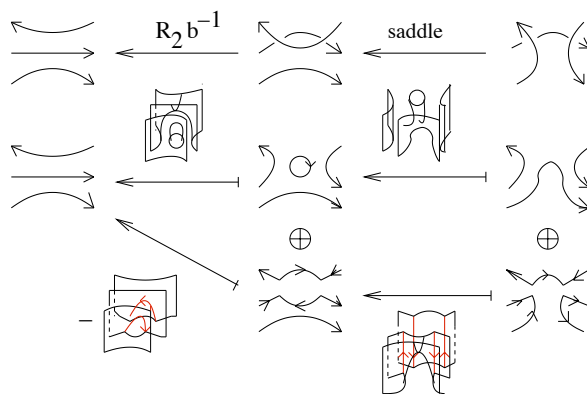 R₂ b⁻¹ saddle
⊕ ⊕
−